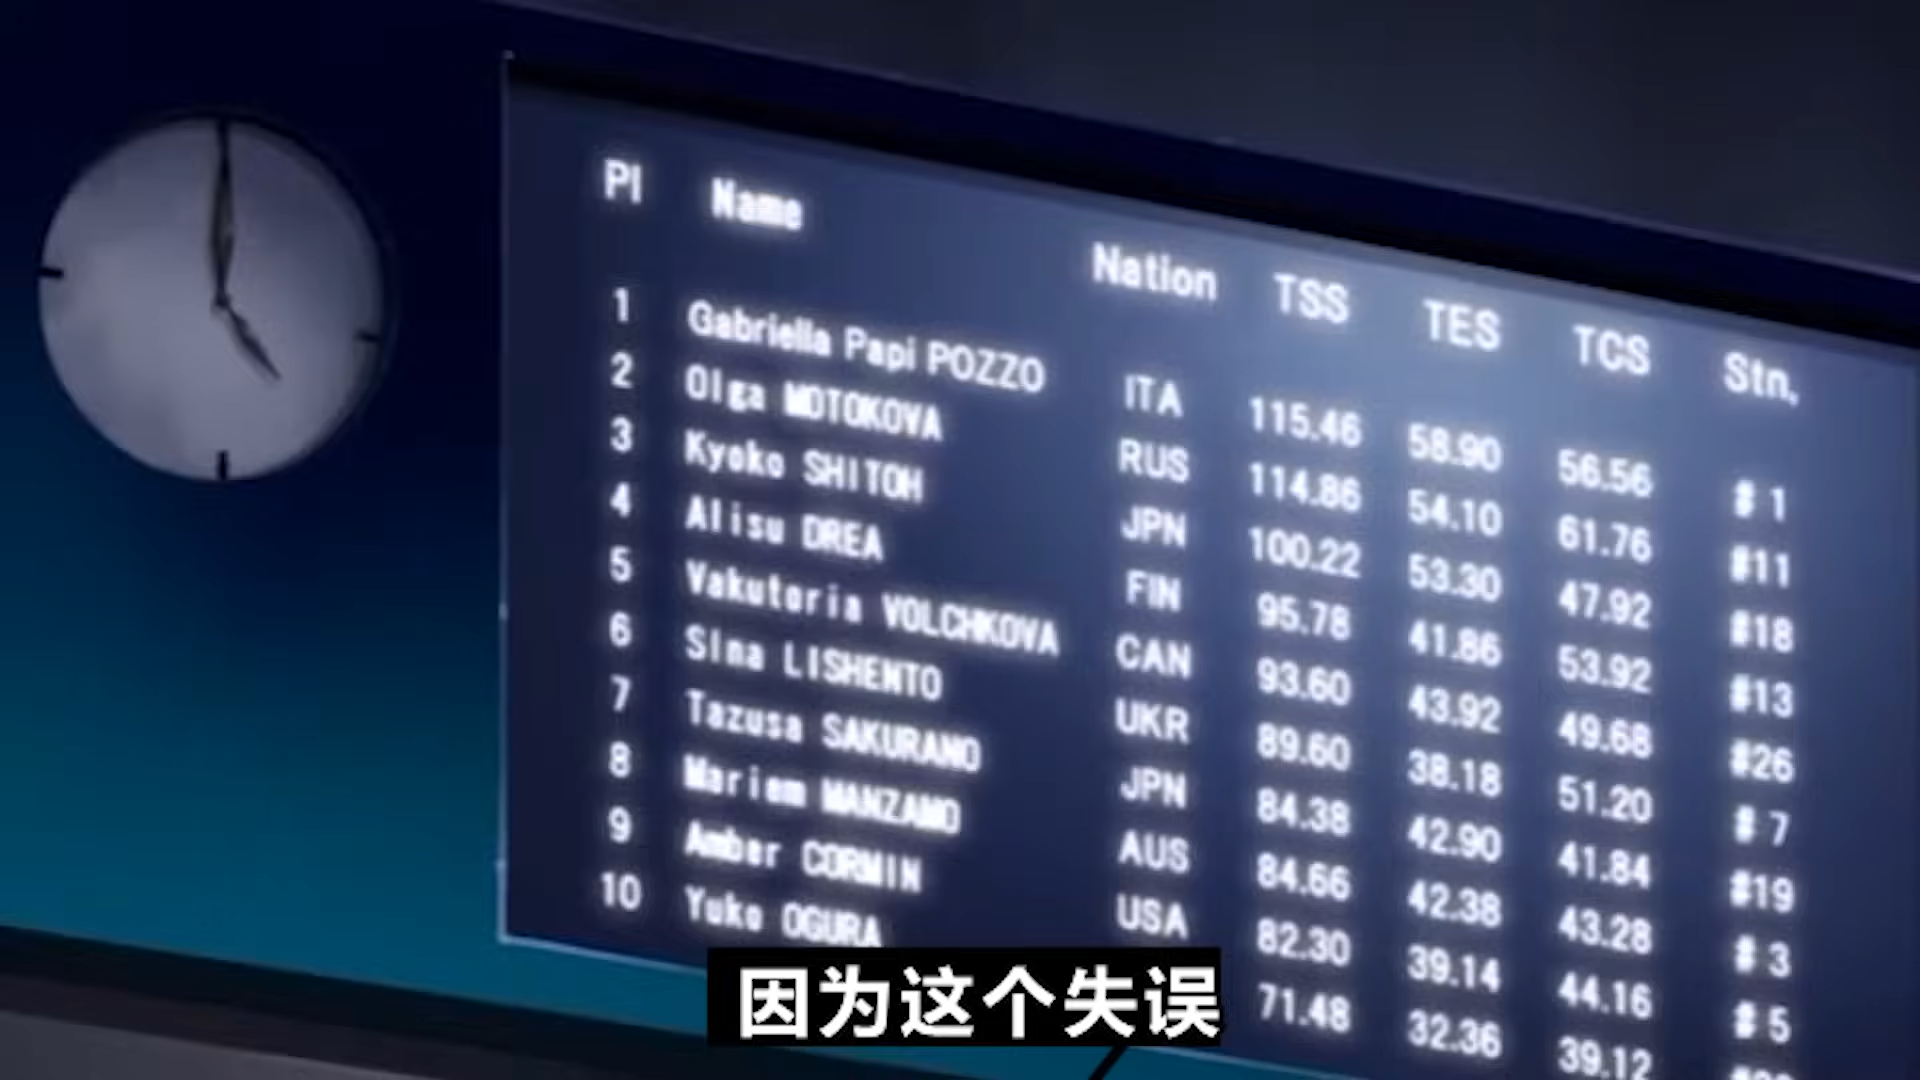 Pl Name Nation TSS TES TCS Stn.
1 Gabriella Papi POZZO ITA 115.46 58.90 56.56 # 1
2 Olga MOTOKOVA RUS 114.86 54.10 61.76 #11
3 Kyoko SHITOH JPN 100.22 53.30 47.92 #18
4 Alisu DREA FIN 95.78 41.86 53.92 #13
5 Vakutoria VOLCHKOVA CAN 93.60 43.92 49.68 #26
6 Sina LISHENTO UKR 89.60 38.18 51.20 # 7
7 Tazusa SAKURANO JPN 84.38 42.90 41.84 #19
8 Mariem MANZAMO AUS 84.66 42.38 43.28 # 3
9 Amber CORMIN USA 82.30 39.14 44.16 # 5
10 Yuko OGURA 71.48 32.36 39.12
因为这个失误